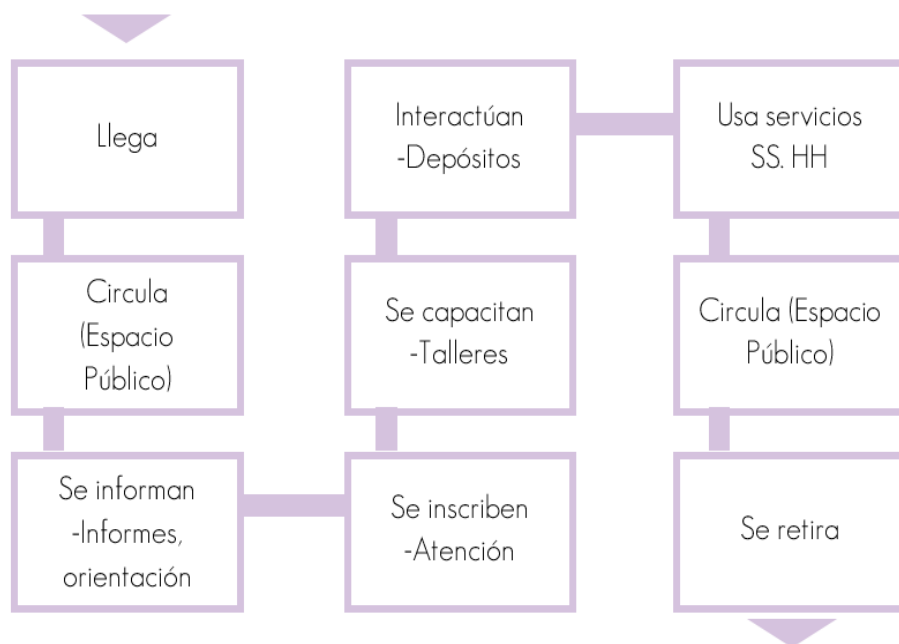 Llega
Circula
(Espacio
Público)
Se informan
-Informes,
orientación
Se inscriben
-Atención
Se capacitan
-Talleres
Interactúan
-Depósitos
Usa servicios
SS. HH
Circula (Espacio
Público)
Se retira